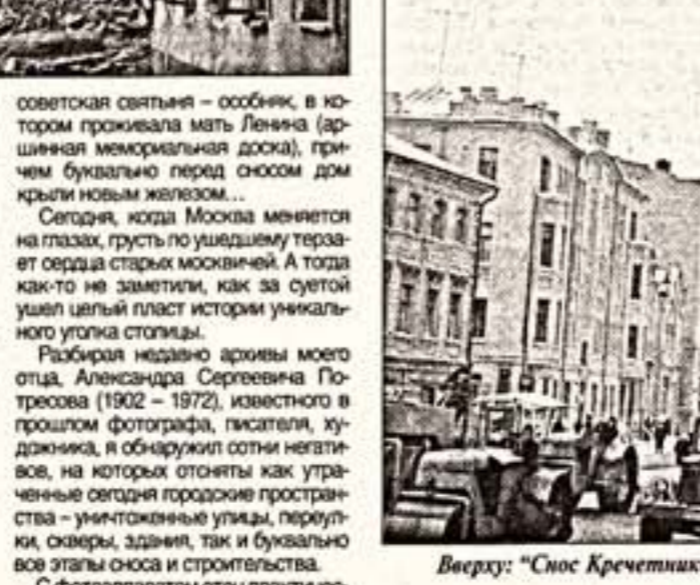 советская святыня – особняк, в ко-
тором проживала мать Ленина (ар-
шинная мемориальная доска), при-
чем буквально перед сносом дом
крыли новым железом...
Сегодня, когда Москва меняется
на глазах, грусть по ушедшему терза-
ет сердца старых москвичей. А тогда
как-то не заметили, как за суетой
ушел целый пласт истории уникаль-
ного уголка столицы.
Разбирая недавно архивы моего
отца, Александра Сергеевича По-
тресова (1902 – 1972), известного в
прошлом фотографа, писателя, ху-
дожника, я обнаружил сотни негати-
вов, на которых отсняты как утра-
ченные сегодня городские простран-
ства – уничтоженные улицы, переул-
ки, скверы, здания, так и буквально
все этапы сноса и строительства.
Вверху: "Снос Кречетник